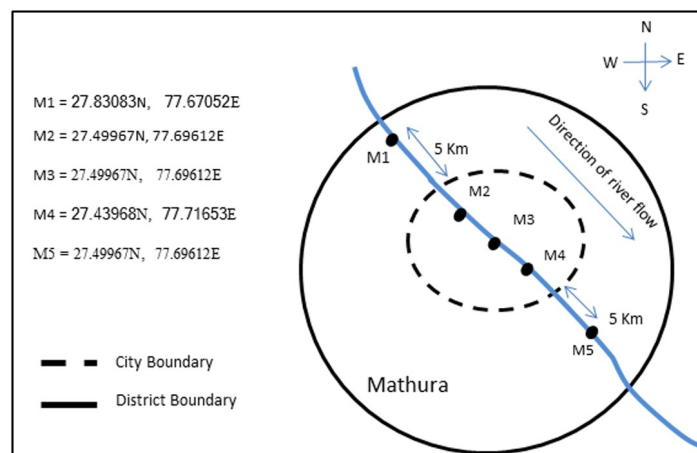 M1 = 27.83083N, 77.67052E
M2 = 27.49967N, 77.69612E
M3 = 27.49967N, 77.69612E
M4 = 27.43968N, 77.71653E
M5 = 27.49967N, 77.69612E
City Boundary
District Boundary
N
W E
S
Direction of river flow
5 Km
M1
M2
M3
M4
5 Km
M5
Mathura